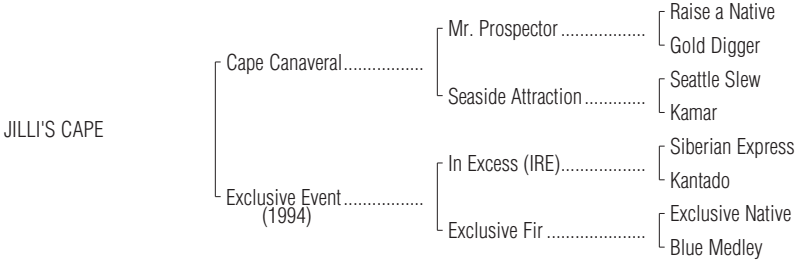 JILLI'S CAPE
Cape Canaveral.................
Exclusive Event.................
(1994)
Mr. Prospector ..................
Seaside Attraction.............
In Excess (IRE)..................
Exclusive Fir .....................
Raise a Native
Gold Digger
Seattle Slew
Kamar
Siberian Express
Kantado
Exclusive Native
Blue Medley